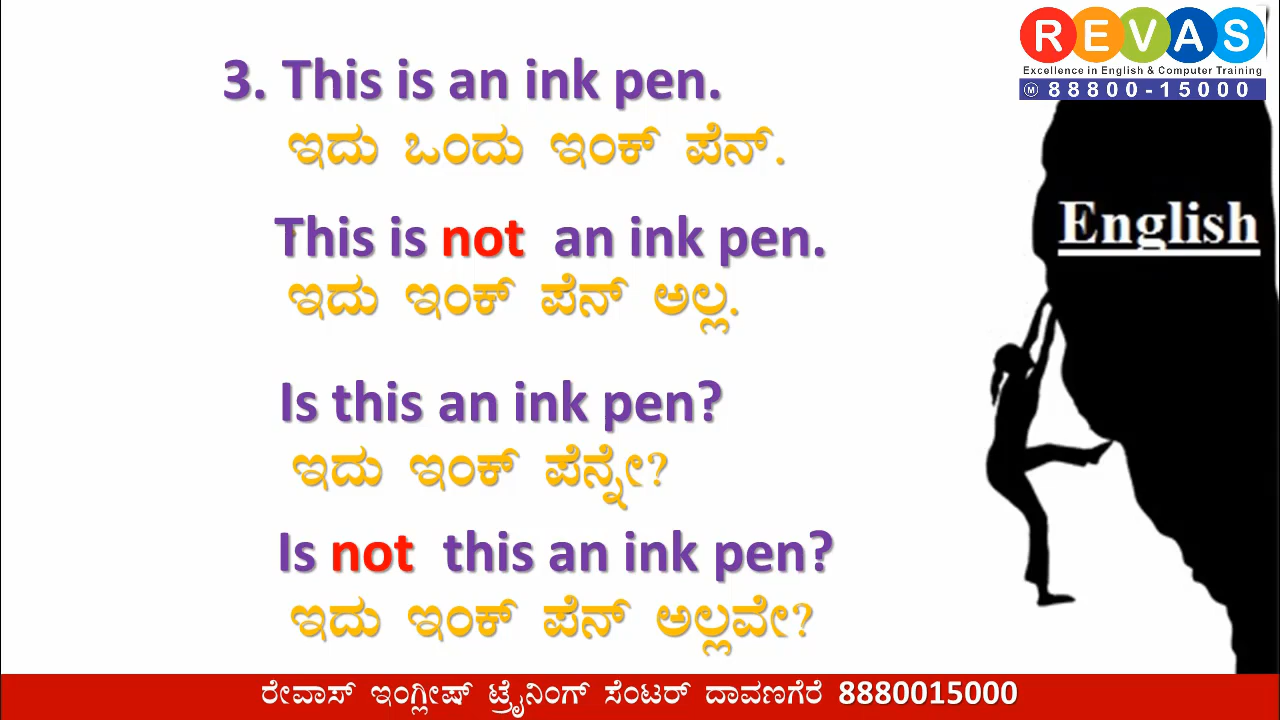 REVAS
Excellence in English & Computer Training
Ⓜ 88800-15000
3. This is an ink pen.
ಇದು ಒಂದು ಇಂಕ್ ಪೆನ್.
This is not an ink pen.
ಇದು ಇಂಕ್ ಪೆನ್ ಅಲ್ಲ.
English
Is this an ink pen?
ಇದು ಇಂಕ್ ಪೆನ್ನೇ?
Is not this an ink pen?
ಇದು ಇಂಕ್ ಪೆನ್ ಅಲ್ಲವೇ?
ರೇವಾಸ್ ಇಂಗ್ಲೀಷ್ ಟ್ರೈನಿಂಗ್ ಸೆಂಟರ್ ದಾವಣಗೆರೆ 8880015000